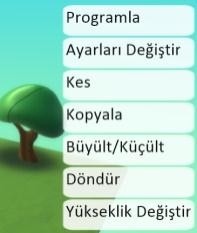 Programla
Ayarları Değiştir
Kes
Kopyala
Büyült/Küçült
Döndür
Yükseklik Değiştir